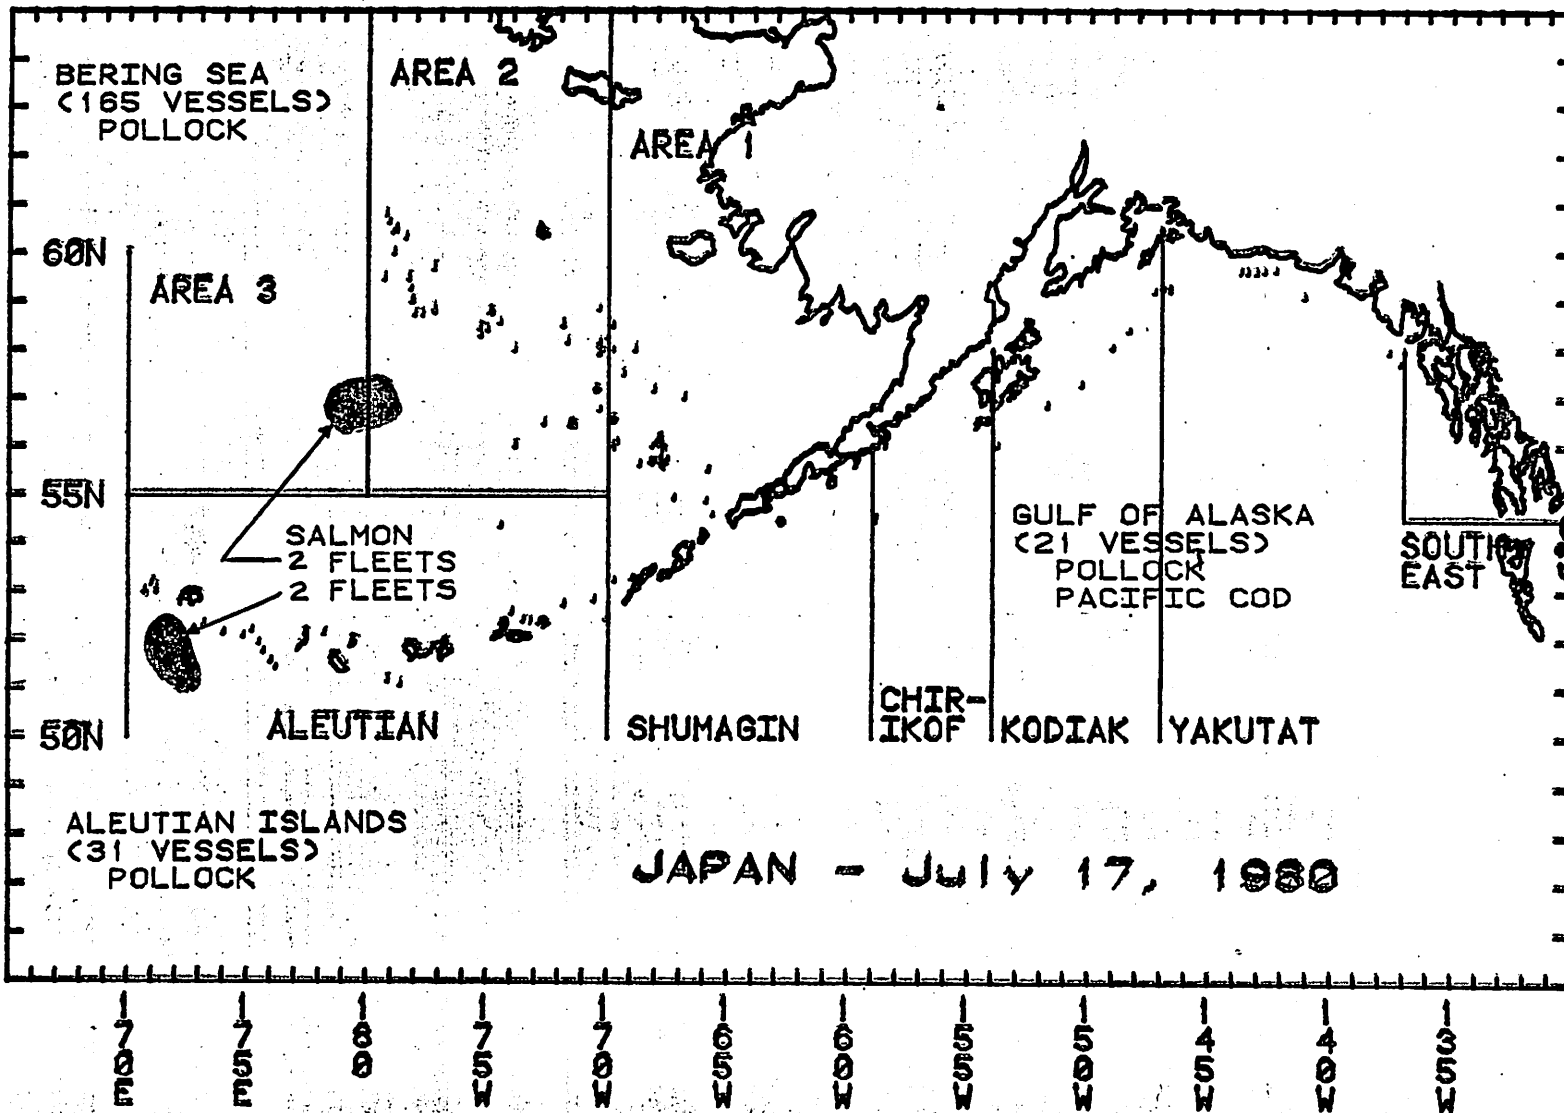 BERING SEA
(165 VESSELS)
POLLOCK
AREA 2
AREA 1
60N
AREA 3
55N
SALMON
2 FLEETS
2 FLEETS
GULF OF ALASKA
(21 VESSELS)
POLLOCK
PACIFIC COD
SOUTH
EAST
50N
ALEUTIAN
SHUMAGIN
CHIR-
IKOF
KODIAK
YAKUTAT
ALEUTIAN ISLANDS
(31 VESSELS)
POLLOCK
JAPAN - July 17, 1980
170E
175E
180
175W
170W
165W
160W
155W
150W
145W
140W
135W